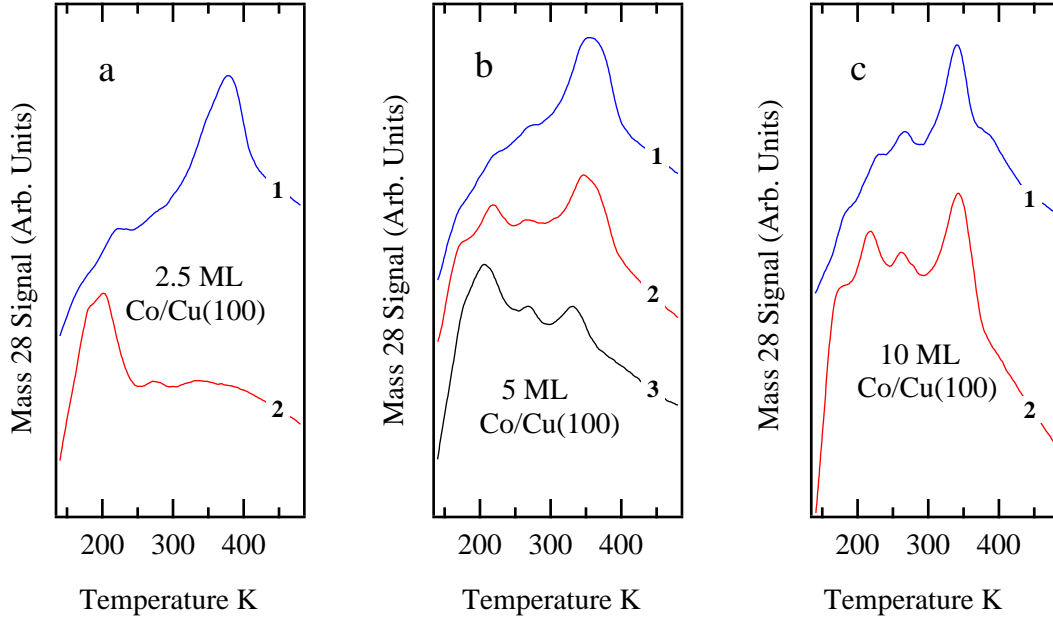 Mass 28 Signal (Arb. Units)
a
1
2.5 ML
Co/Cu(100)
2
200 300 400
Temperature K
Mass 28 Signal (Arb. Units)
b
1
2
3
5 ML
Co/Cu(100)
200 300 400
Temperature K
Mass 28 Signal (Arb. Units)
c
1
10 ML
Co/Cu(100)
2
200 300 400
Temperature K